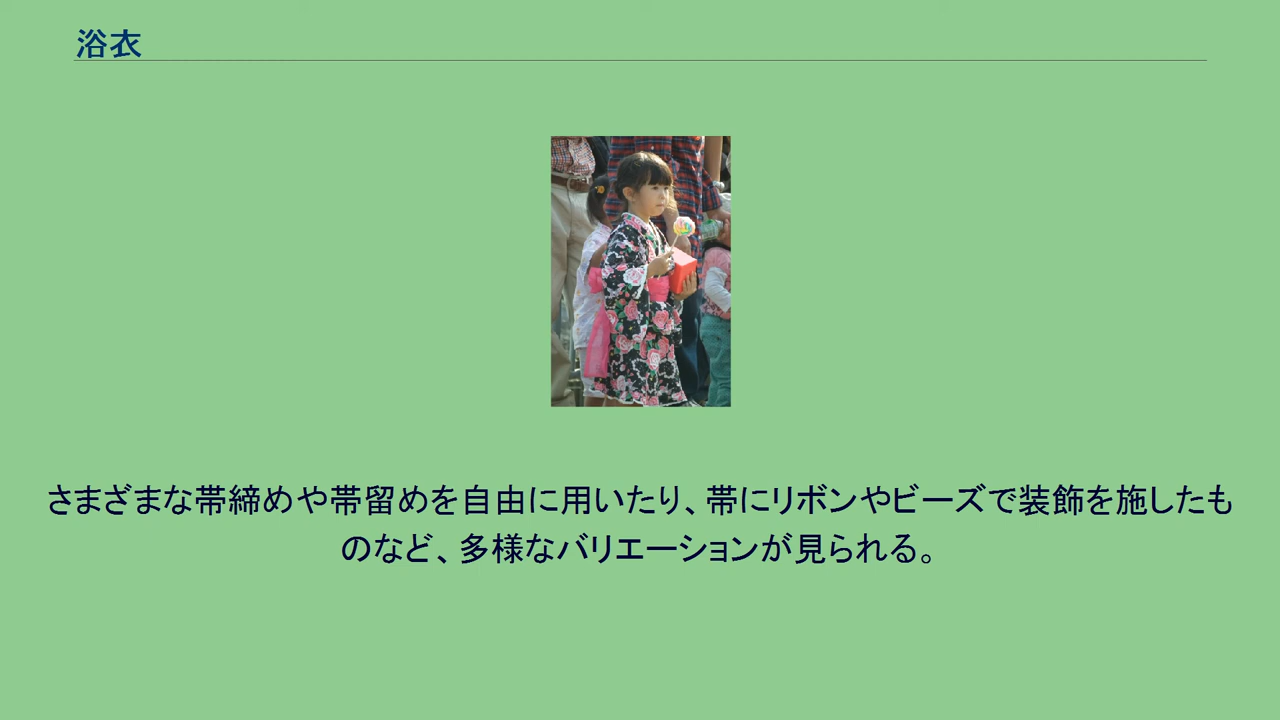 浴衣
さまざまな帯締めや帯留めを自由に用いたり、帯にリボンやビーズで装飾を施したも
のなど、多様なバリエーションが見られる。